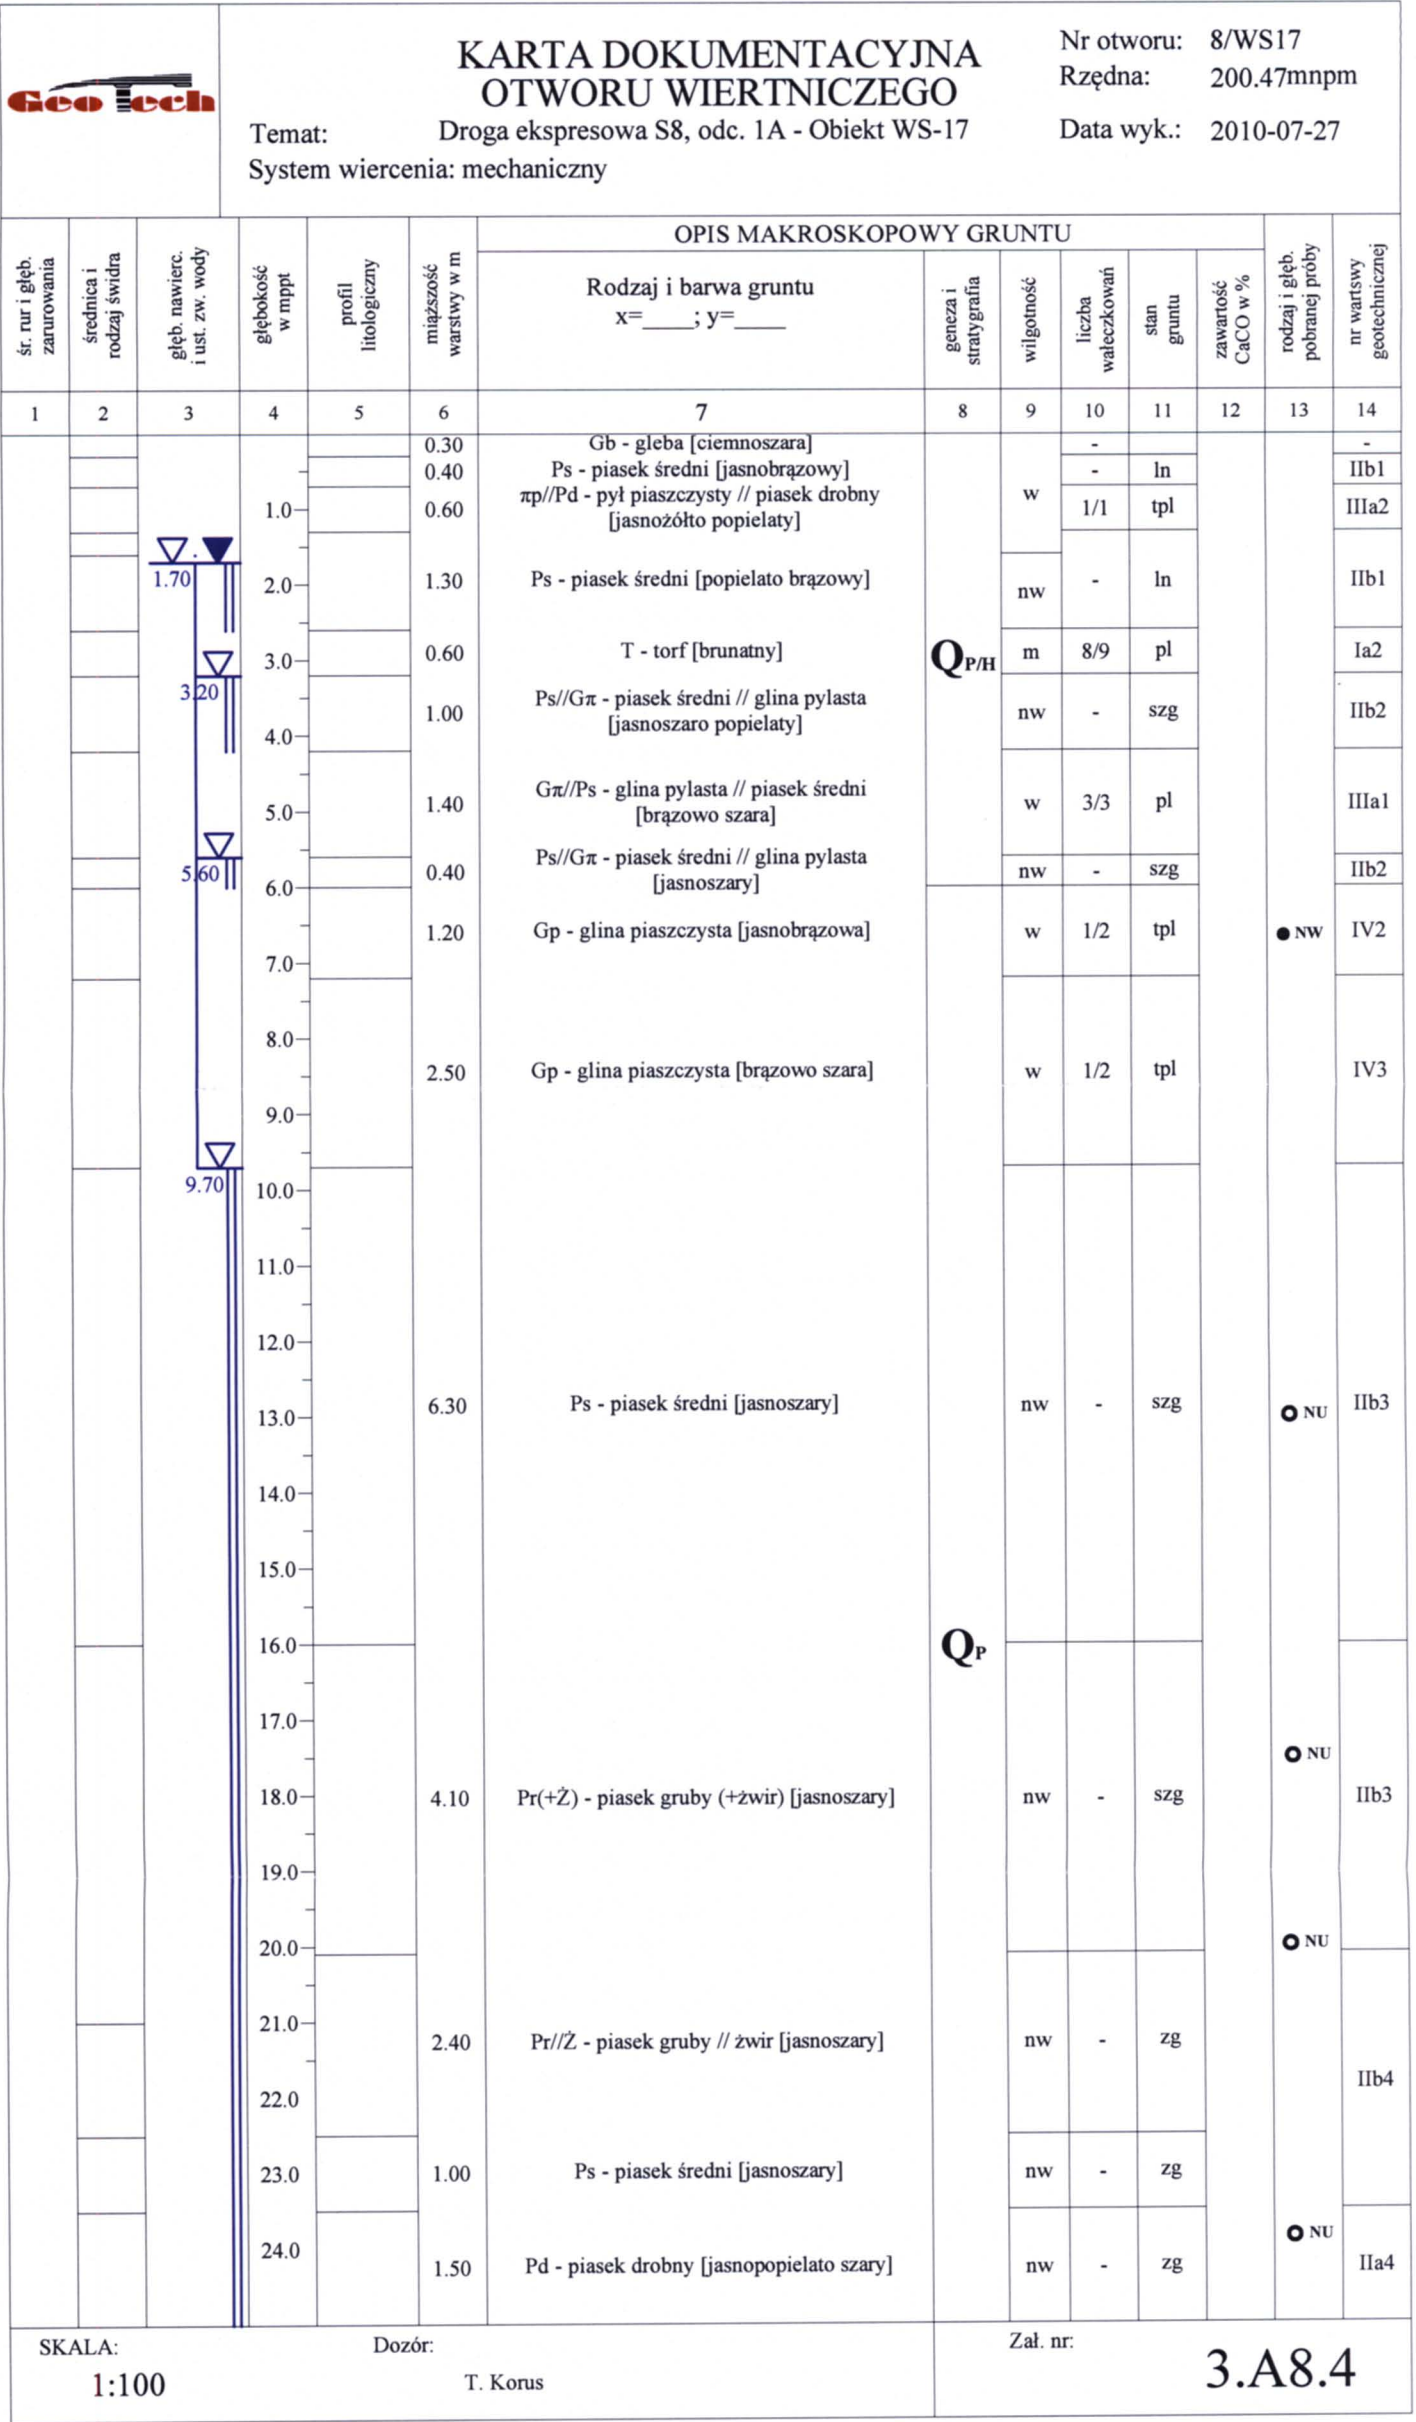 Geo Tech
KARTA DOKUMENTACYJNA
OTWORU WIERTNICZEGO
Temat: Droga ekspresowa S8, odc. 1A - Obiekt WS-17
System wiercenia: mechaniczny
Nr otworu: 8/WS17
Rzędna: 200.47mnpm
Data wyk.: 2010-07-27
śr. rur i głęb.
zarurowania
średnica i
rodzaj świdra
głęb. nawierc.
i ust. zw. wody
głębokość
w mppt
profil
litologiczny
miąższość
warstwy w m
OPIS MAKROSKOPOWY GRUNTU
Rodzaj i barwa gruntu
x=____; y=____
geneza i
stratygrafia
wilgotność
liczba
wałeczkowań
stan
gruntu
zawartość
CaCO w %
rodzaj i głęb.
pobranej próby
nr wartswy
geotechnicznej
1 2 3 4 5 6 7 8 9 10 11 12 13 14
0.30 Gb - gleba [ciemnoszara] - -
0.40 Ps - piasek średni [jasnobrązowy] - ln IIb1
w
1.0 0.60 πp//Pd - pył piaszczysty // piasek drobny
[jasnożółto popielaty] 1/1 tpl IIIa2
1.70 2.0 1.30 Ps - piasek średni [popielato brązowy] nw - ln IIb1
3.0 0.60 T - torf [brunatny] Q P/H m 8/9 pl Ia2
3.20 4.0 1.00 Ps//Gπ - piasek średni // glina pylasta
[jasnoszaro popielaty] nw - szg IIb2
5.0 1.40 Gπ//Ps - glina pylasta // piasek średni
[brązowo szara] w 3/3 pl IIIa1
5.60 6.0 0.40 Ps//Gπ - piasek średni // glina pylasta
[jasnoszary] nw - szg IIb2
7.0 1.20 Gp - glina piaszczysta [jasnobrązowa] w 1/2 tpl NW IV2
8.0
2.50 Gp - glina piaszczysta [brązowo szara] w 1/2 tpl IV3
9.0
9.70 10.0
11.0
12.0
13.0 6.30 Ps - piasek średni [jasnoszary] nw - szg NU IIb3
14.0
15.0
16.0 Q P
17.0
NU
18.0 4.10 Pr(+Ż) - piasek gruby (+żwir) [jasnoszary] nw - szg IIb3
19.0
20.0 NU
21.0
2.40 Pr//Ż - piasek gruby // żwir [jasnoszary] nw - zg
22.0 IIb4
23.0 1.00 Ps - piasek średni [jasnoszary] nw - zg
NU
24.0 1.50 Pd - piasek drobny [jasnopopielato szary] nw - zg IIa4
SKALA:
1:100
Dozór:
T. Korus
Zał. nr:
3.A8.4